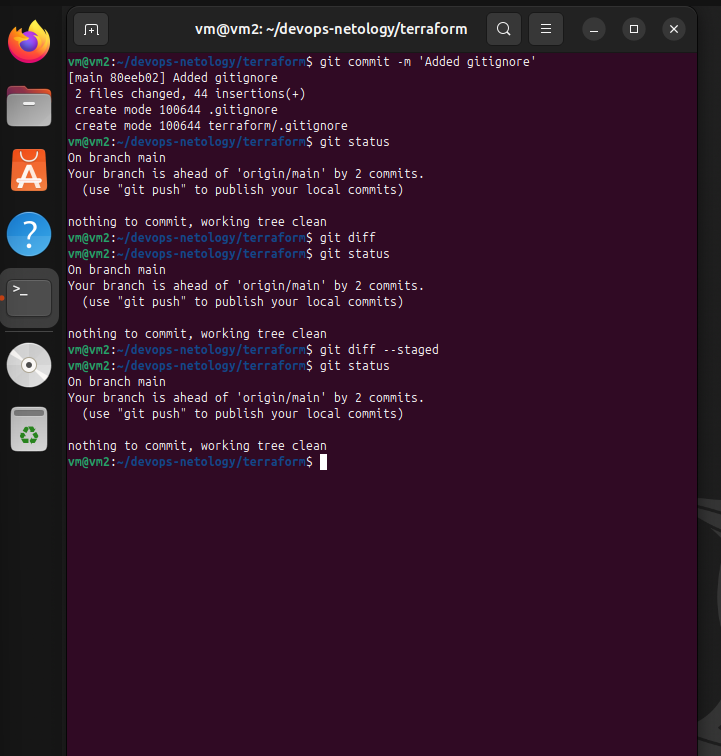 vm@vm2: ~/devops-netology/terraform
vm@vm2:~/devops-netology/terraform$ git commit -m 'Added gitignore'
[main 80eeb02] Added gitignore
 2 files changed, 44 insertions(+)
 create mode 100644 .gitignore
 create mode 100644 terraform/.gitignore
vm@vm2:~/devops-netology/terraform$ git status
On branch main
Your branch is ahead of 'origin/main' by 2 commits.
  (use "git push" to publish your local commits)

nothing to commit, working tree clean
vm@vm2:~/devops-netology/terraform$ git diff
vm@vm2:~/devops-netology/terraform$ git status
On branch main
Your branch is ahead of 'origin/main' by 2 commits.
  (use "git push" to publish your local commits)

nothing to commit, working tree clean
vm@vm2:~/devops-netology/terraform$ git diff --staged
vm@vm2:~/devops-netology/terraform$ git status
On branch main
Your branch is ahead of 'origin/main' by 2 commits.
  (use "git push" to publish your local commits)

nothing to commit, working tree clean
vm@vm2:~/devops-netology/terraform$